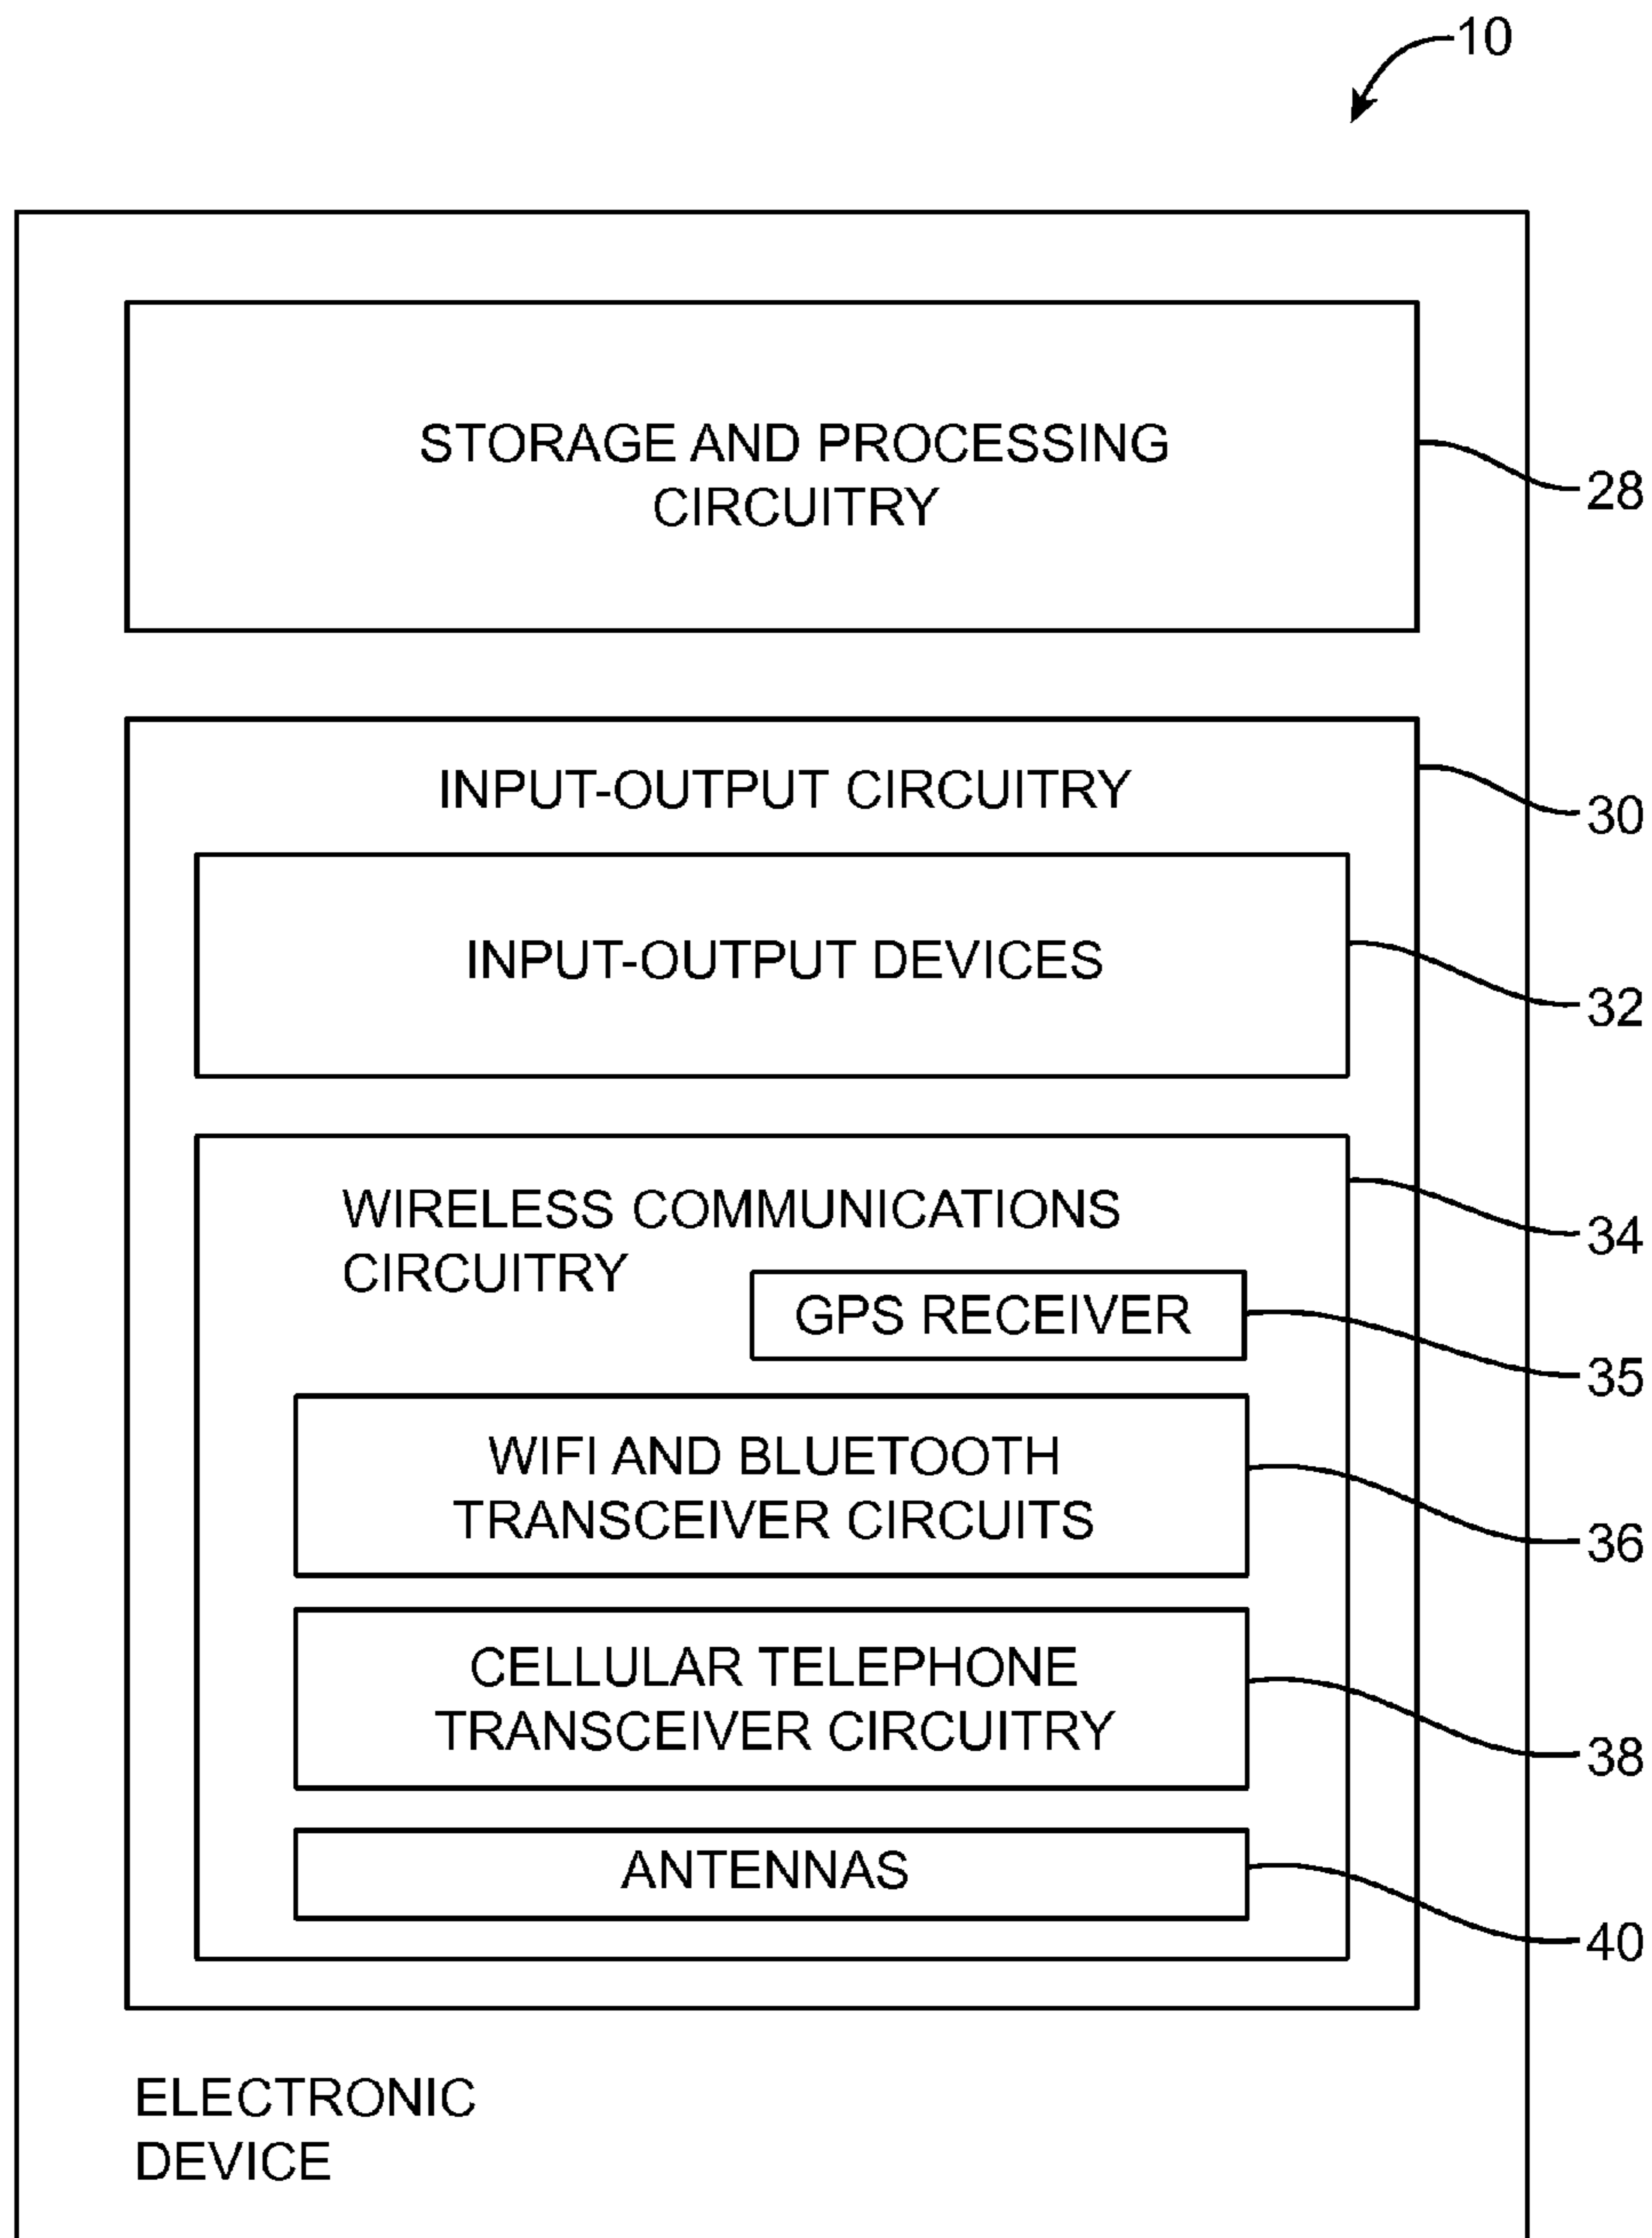 10
STORAGE AND PROCESSING
CIRCUITRY
28
INPUT-OUTPUT CIRCUITRY
30
INPUT-OUTPUT DEVICES
32
WIRELESS COMMUNICATIONS
CIRCUITRY
34
GPS RECEIVER
35
WIFI AND BLUETOOTH
TRANSCEIVER CIRCUITS
36
CELLULAR TELEPHONE
TRANSCEIVER CIRCUITRY
38
ANTENNAS
40
ELECTRONIC
DEVICE